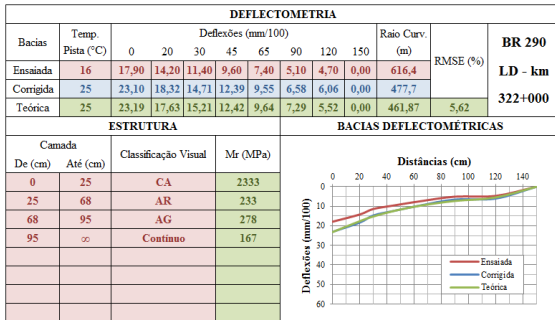 DEFLECTOMETRIA
Bacias Temp. Pista (°C) Deflexões (mm/100) Raio Curv. (m) RMSE (%) BR 290 LD - km 322+000
0 20 30 45 65 90 120 150
Ensaiada 16 17,90 14,20 11,40 9,60 7,40 5,10 4,70 0,00 616,4
Corrigida 25 23,10 18,32 14,71 12,39 9,55 6,58 6,06 0,00 477,7
Teórica 25 23,19 17,63 15,21 12,42 9,64 7,29 5,52 0,00 461,87 5,62
ESTRUTURA BACIAS DEFLECTOMÉTRICAS
Camada Classificação Visual Mr (MPa)
De (cm) Até (cm)
0 25 CA 2333
25 68 AR 233
68 95 AG 278
95 ∞ Contínuo 167
Distâncias (cm)
0 20 40 60 80 100 120 140
Deflexões (mm/100)
0
10
20
30
40
50
60
Ensaiada
Corrigida
Teórica